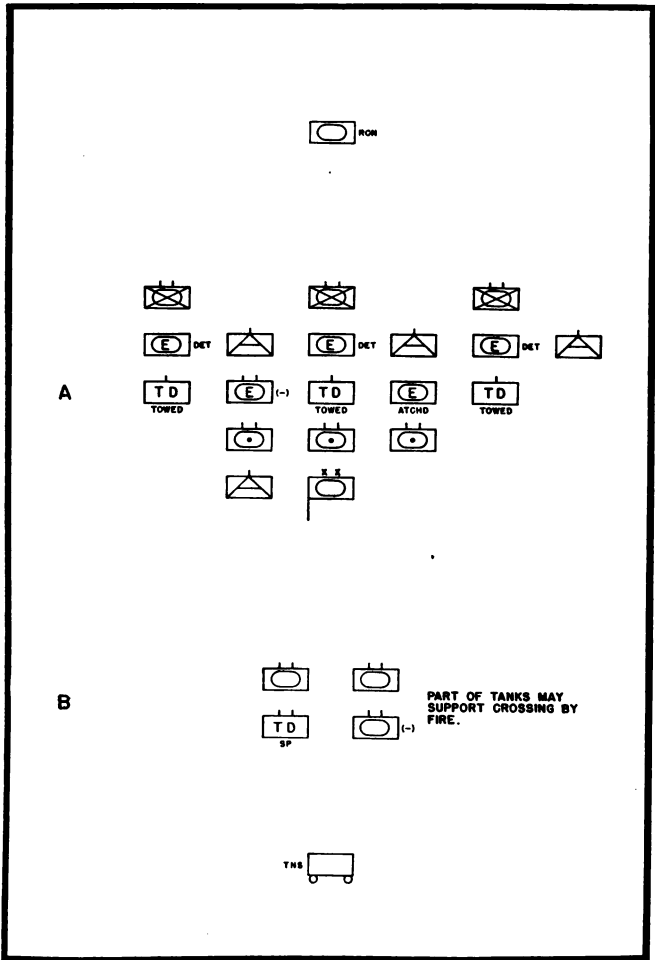 RCN
E DET E DET E DET
A
TD E (-) TD E TD
TOWED TOWED ATCHD TOWED
X X
B
PART OF TANKS MAY
SUPPORT CROSSING BY
FIRE.
TD (-)
SP
TNS